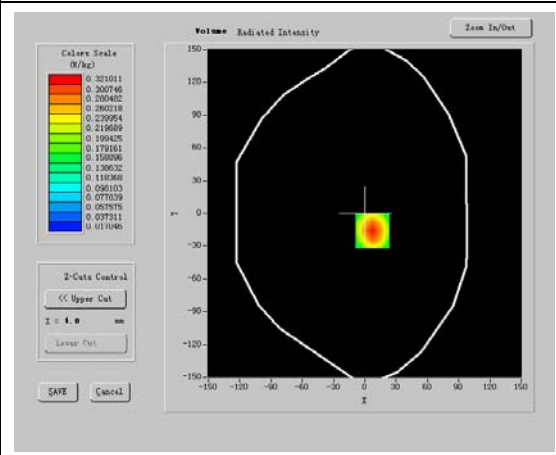 Volume Radiated Intensity
Zoom In/Out
Colors Scale
(W/kg)
0.321011
0.300746
0.280482
0.260218
0.239954
0.219689
0.199425
0.179161
0.158896
0.138632
0.118368
0.098103
0.077839
0.057575
0.037311
0.017046
150
120
90
60
30
0
-30
-60
-90
-120
-150
Y
-150 -120 -90 -60 -30 0 30 60 90 120 150
X
Z-Cuts Control
<< Upper Cut
Z = 4.0 mm
Lower Cut
SAVE
Cancel